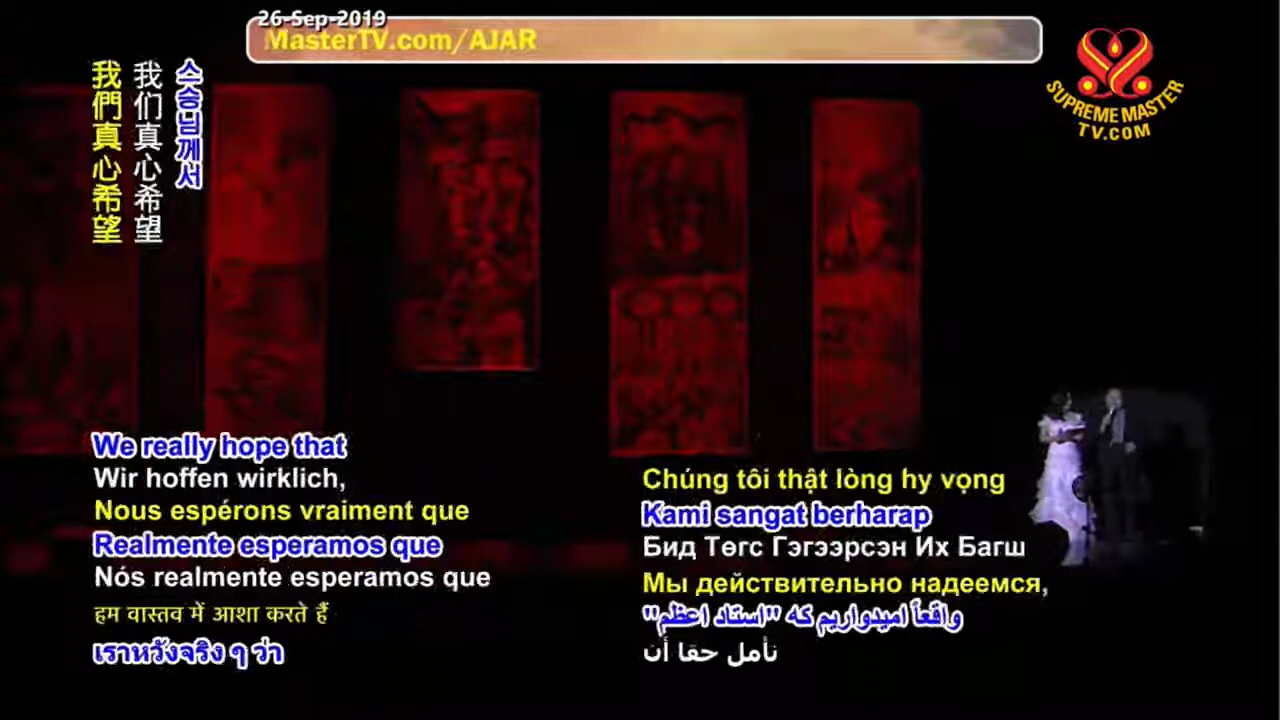 26-Sep-2019
MasterTV.com/AJAR
SUPREME MASTER
TV.COM
스승님께서
我们真心希望
我們真心希望
We really hope that
Wir hoffen wirklich,
Nous espérons vraiment que
Realmente esperamos que
Nós realmente esperamos que
हम वास्तव में आशा करते हैं
เราหวังจริง ๆ ว่า
Chúng tôi thật lòng hy vọng
Kami sangat berharap
Бид Төгс Гэгээрсэн Их Багш
Мы действительно надеемся,
واقعاً امیدواریم که "استاد اعظم"
نأمل حقا أن